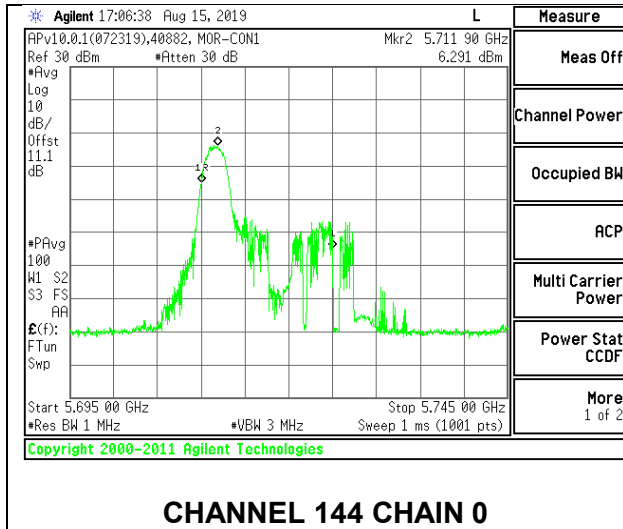 Agilent 17:06:38 Aug 15, 2019 L
APv10.0.1(072319),40882, MOR-CON1 Mkr2 5.711 90 GHz
Ref 30 dBm #Atten 30 dB 6.291 dBm
#Avg
Log
10
dB/
Offst
11.1
dB
2
1R
1
#PAvg
100
W1 S2
S3 FS
AA
£(f):
FTun
Swp
Start 5.695 00 GHz Stop 5.745 00 GHz
#Res BW 1 MHz #VBW 3 MHz Sweep 1 ms (1001 pts)
Copyright 2000-2011 Agilent Technologies
Measure
Meas Off
Channel Power
Occupied BW
ACP
Multi Carrier
Power
Power Stat
CCDF
More
1 of 2
CHANNEL 144 CHAIN 0